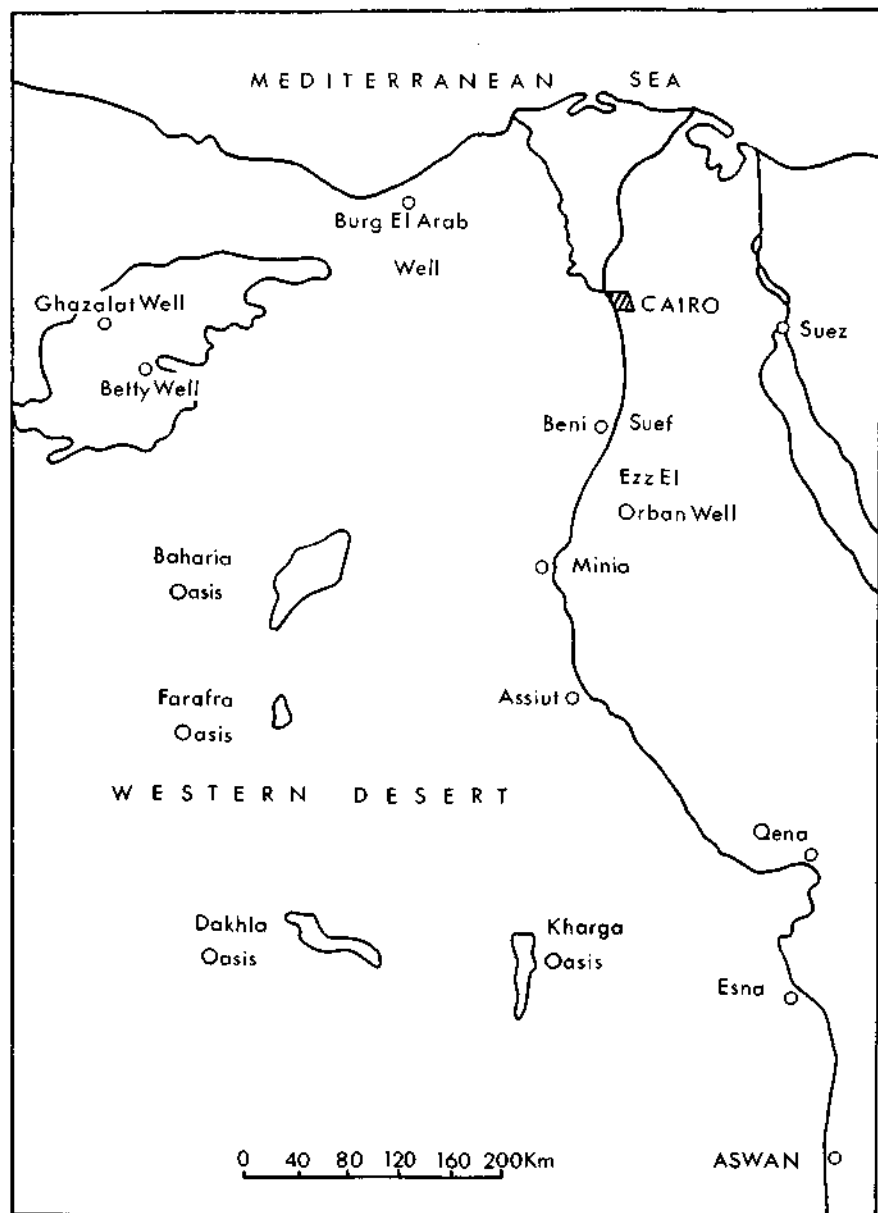 MEDITERRANEAN SEA
Burg El Arab
Well
Ghazalat Well
Betty Well
CAIRO
Suez
Beni Suef
Ezz El
Orban Well
Baharia
Oasis
Minia
Farafra
Oasis
Assiut
WESTERN DESERT
Qena
Dakhla
Oasis
Kharga
Oasis
Esna
0 40 80 120 200Km
ASWAN